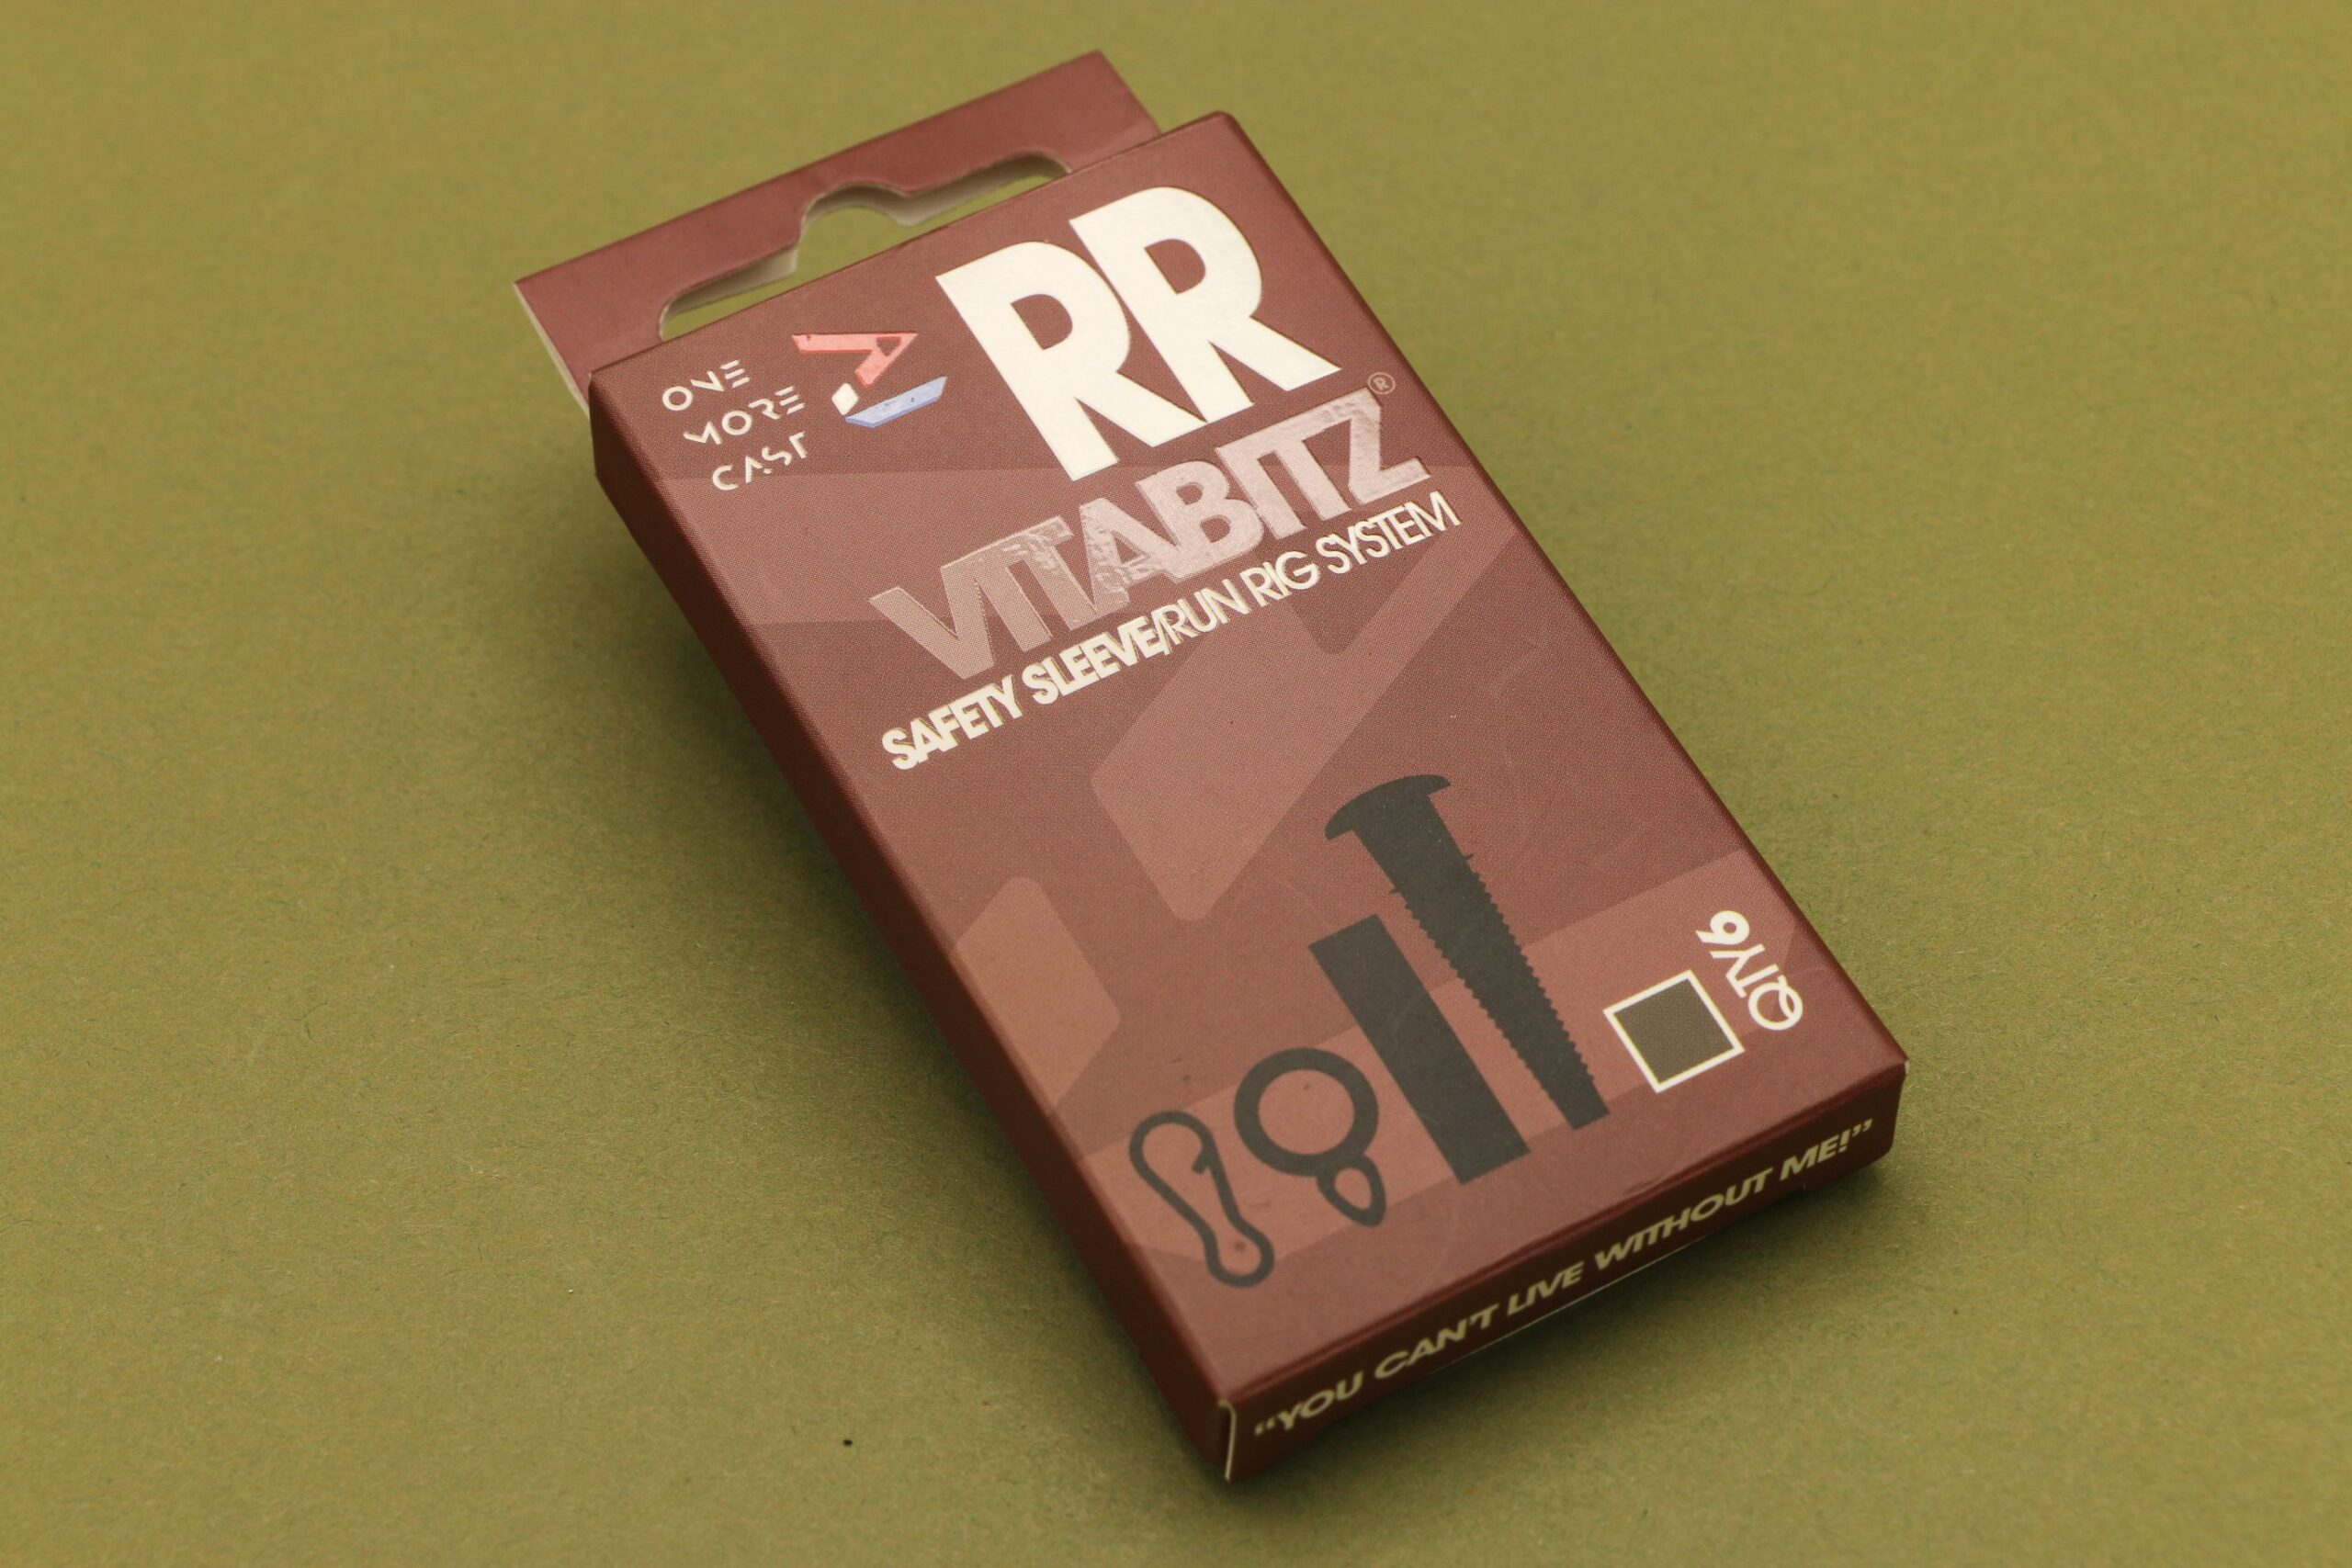 ONE
MORE
CAST
RR
VITABITZ®
SAFETY SLEEVE/RUN RIG SYSTEM
QTY6
“YOU CAN'T LIVE WITHOUT ME!”